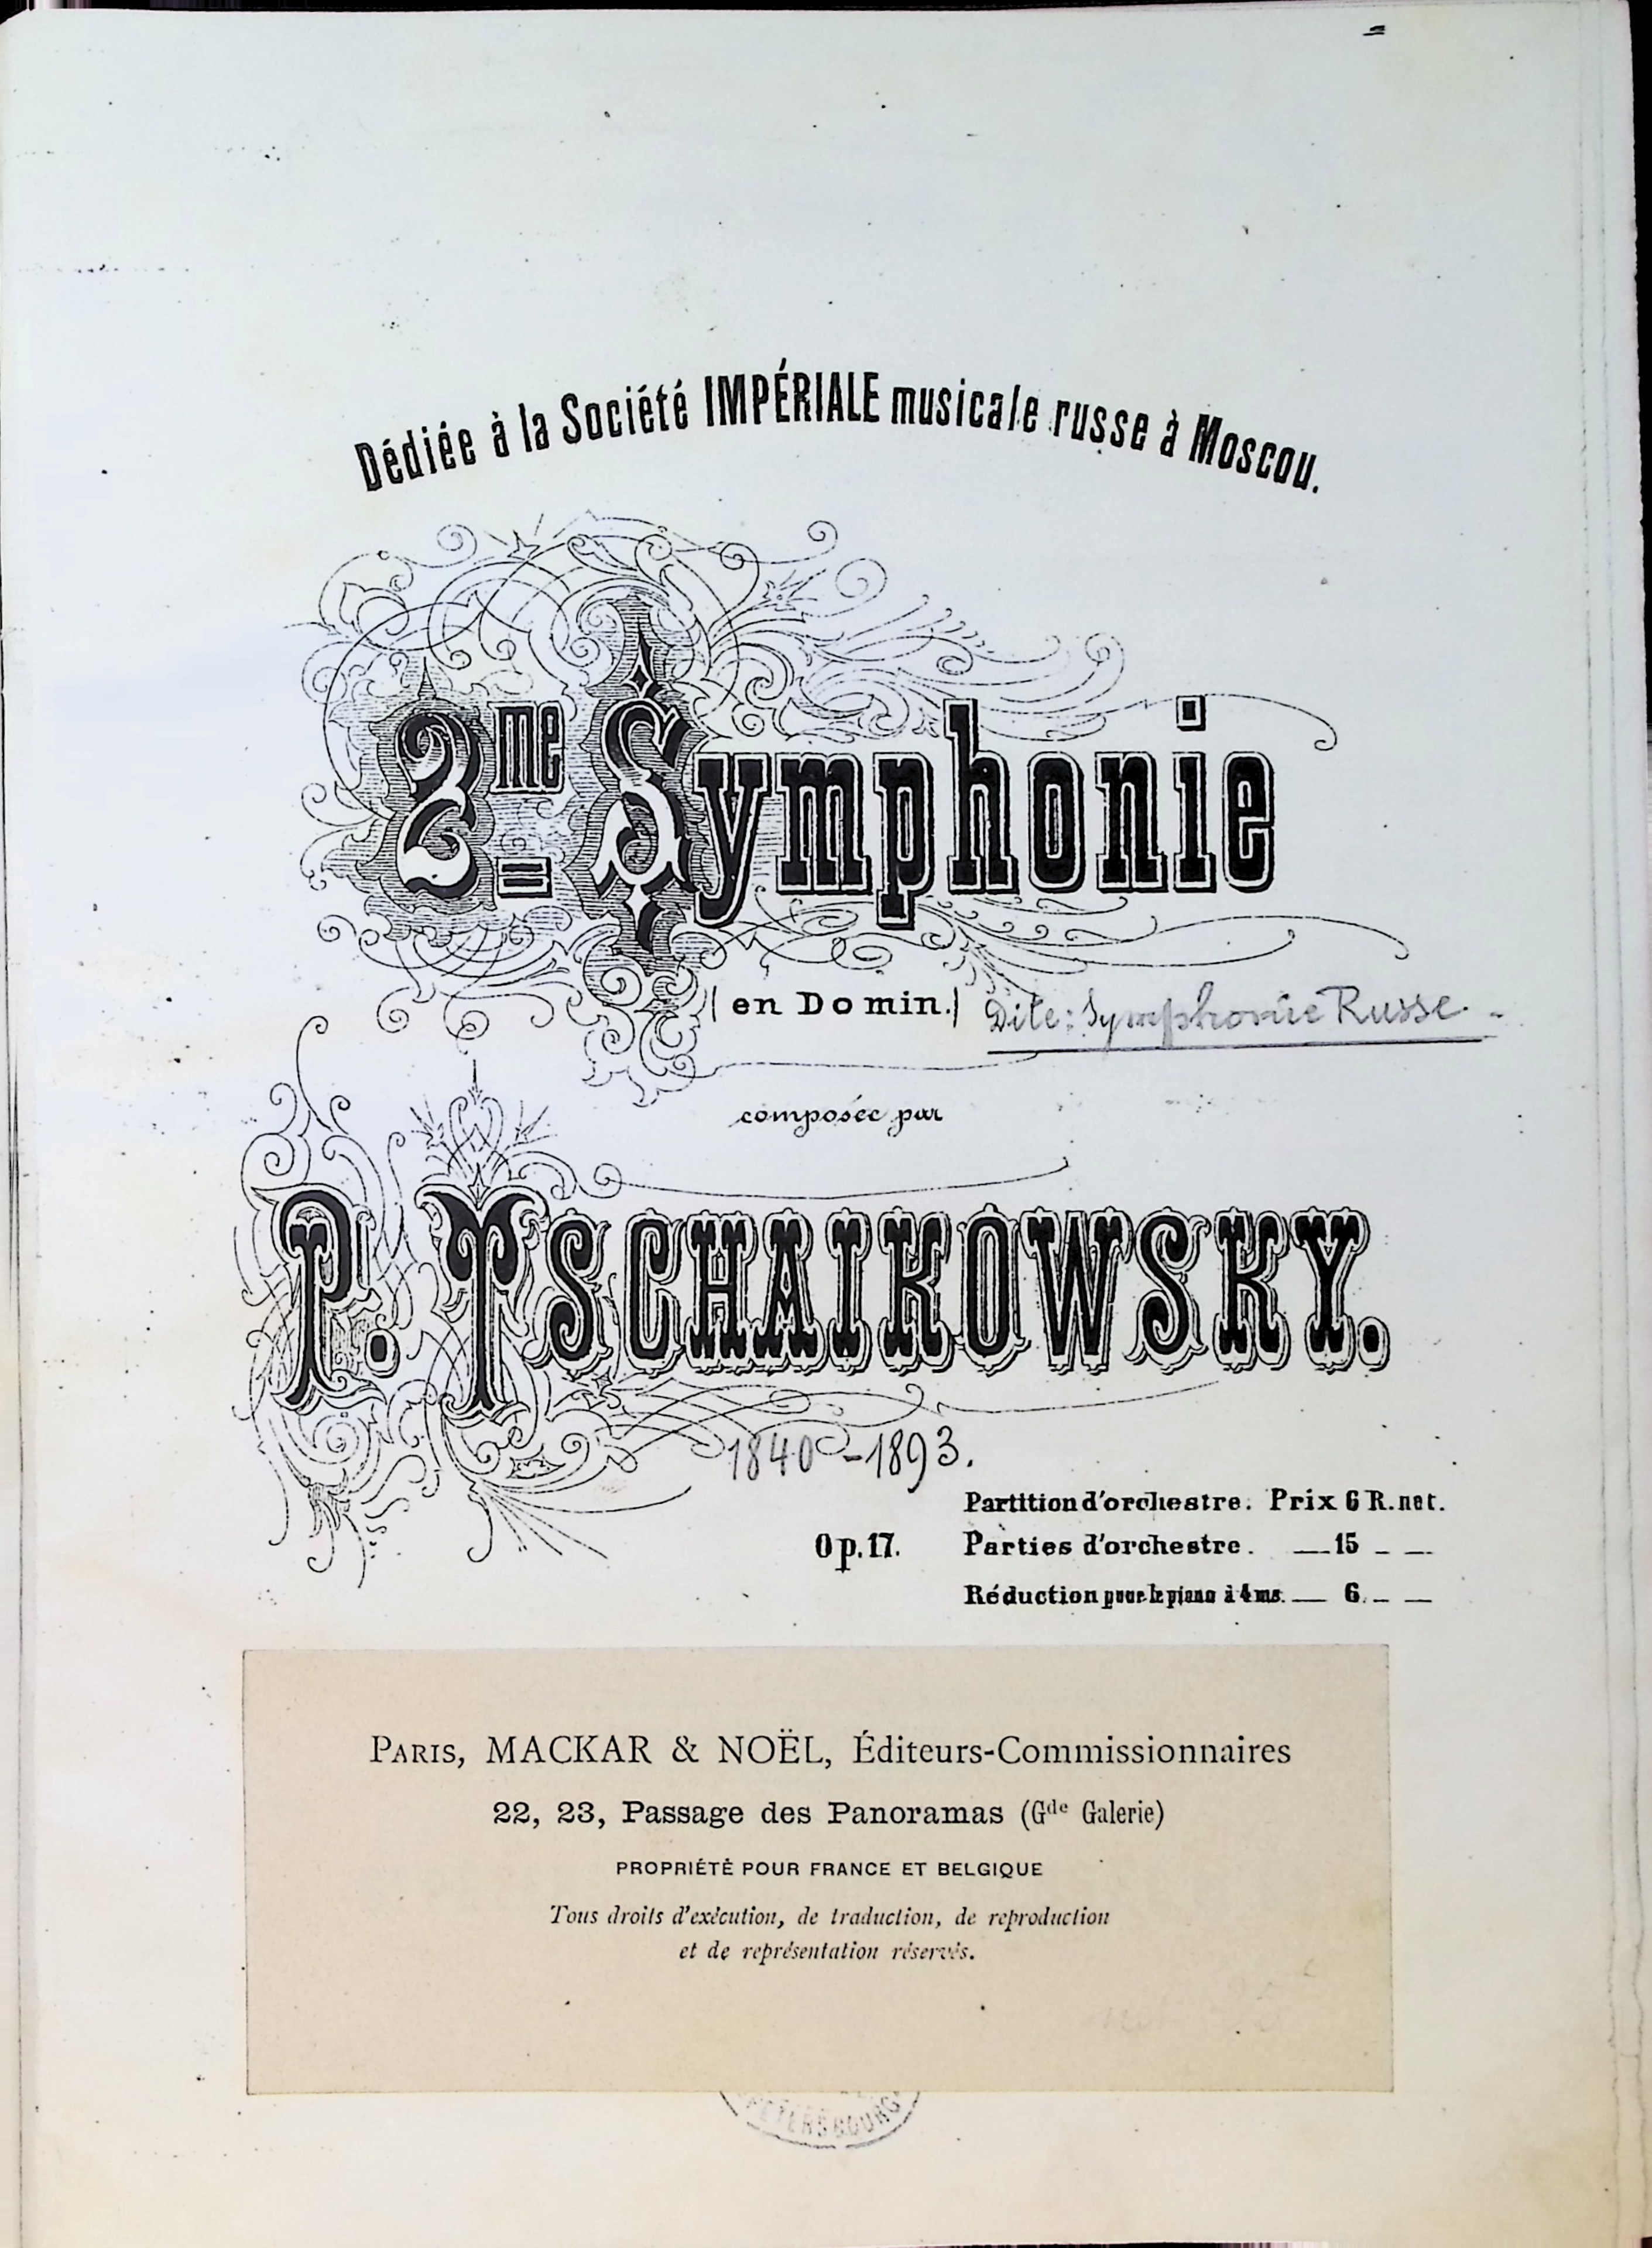 Dédiée à la Société IMPÉRIALE musicale russe à Moscou.
2me Symphonie
(en Do min.) Dite: Symphonie Russe.
composée par
P. TSCHAIKOWSKY.
1840-1893.
Partition d'orchestre. Prix 6 R. net.
Op. 17. Parties d'orchestre. — 15 — —
Réduction pour le piano à 4 ms. — 6. — —
PARIS, MACKAR & NOËL, Éditeurs-Commissionnaires
22, 23, Passage des Panoramas (Gde Galerie)
PROPRIÉTÉ POUR FRANCE ET BELGIQUE
Tous droits d'exécution, de traduction, de reproduction
et de représentation réservés.
PETERSBOURG